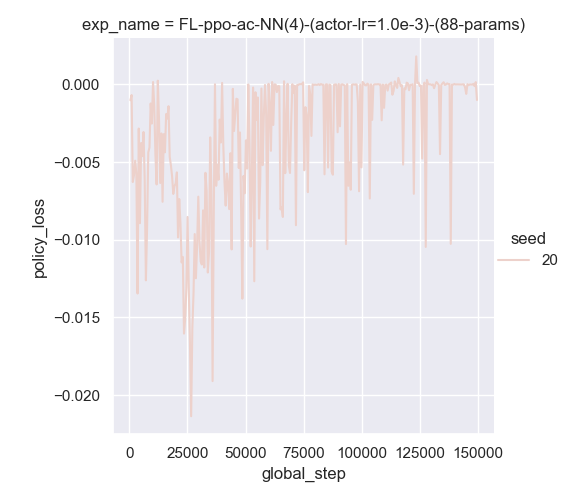 exp_name = FL-ppo-ac-NN(4)-(actor-lr=1.0e-3)-(88-params)
0.000
−0.005
−0.010
−0.015
−0.020
policy_loss
0 25000 50000 75000 100000 125000 150000
global_step
seed
20